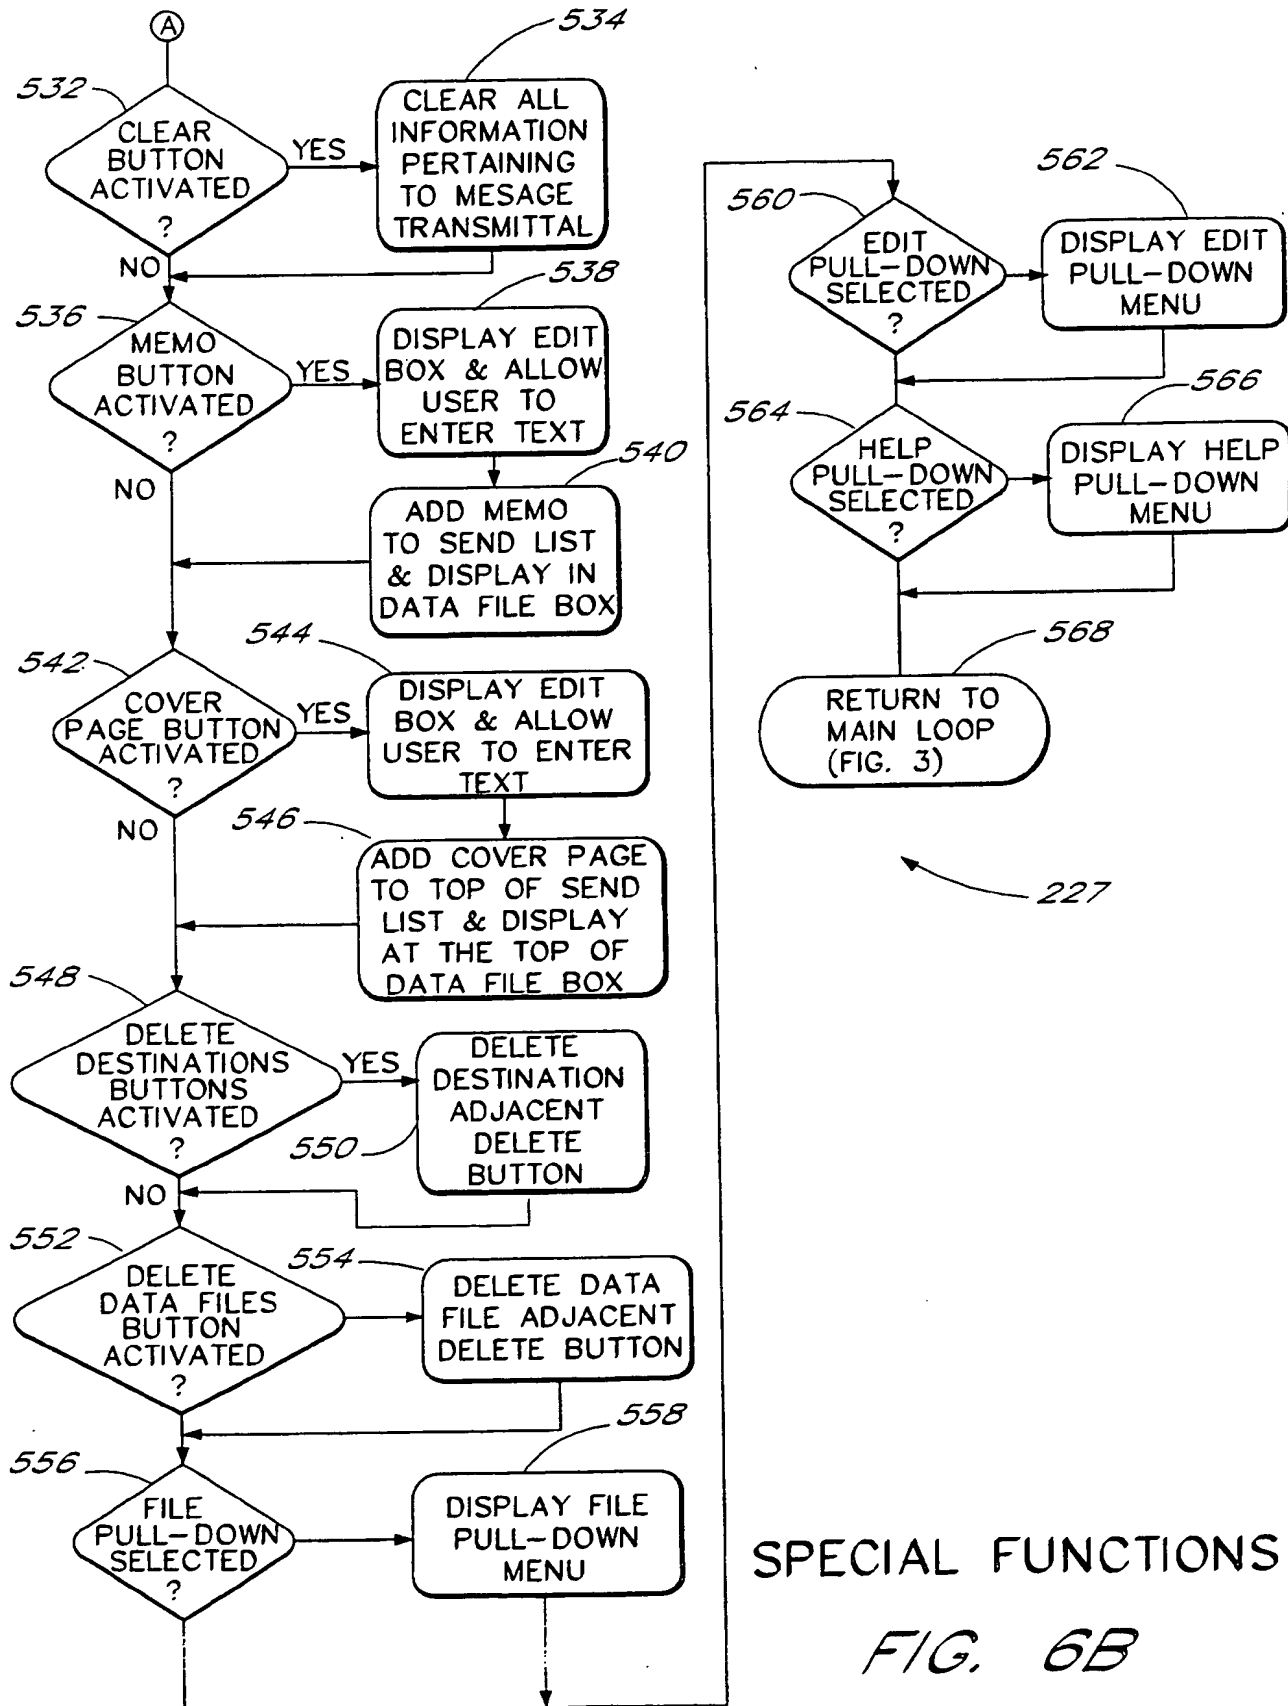 A
532
CLEAR
BUTTON
ACTIVATED
?
YES
NO
534
CLEAR ALL
INFORMATION
PERTAINING
TO MESAGE
TRANSMITTAL
536
MEMO
BUTTON
ACTIVATED
?
YES
NO
538
DISPLAY EDIT
BOX & ALLOW
USER TO
ENTER TEXT
540
ADD MEMO
TO SEND LIST
& DISPLAY IN
DATA FILE BOX
542
COVER
PAGE BUTTON
ACTIVATED
?
YES
NO
544
DISPLAY EDIT
BOX & ALLOW
USER TO ENTER
TEXT
546
ADD COVER PAGE
TO TOP OF SEND
LIST & DISPLAY
AT THE TOP OF
DATA FILE BOX
548
DELETE
DESTINATIONS
BUTTONS
ACTIVATED
?
YES
NO
550
DELETE
DESTINATION
ADJACENT
DELETE
BUTTON
552
DELETE
DATA FILES
BUTTON
ACTIVATED
?
554
DELETE DATA
FILE ADJACENT
DELETE BUTTON
556
FILE
PULL-DOWN
SELECTED
?
558
DISPLAY FILE
PULL-DOWN
MENU
560
EDIT
PULL-DOWN
SELECTED
?
562
DISPLAY EDIT
PULL-DOWN
MENU
564
HELP
PULL-DOWN
SELECTED
?
566
DISPLAY HELP
PULL-DOWN
MENU
568
RETURN TO
MAIN LOOP
(FIG. 3)
227
SPECIAL FUNCTIONS
FIG. 6B